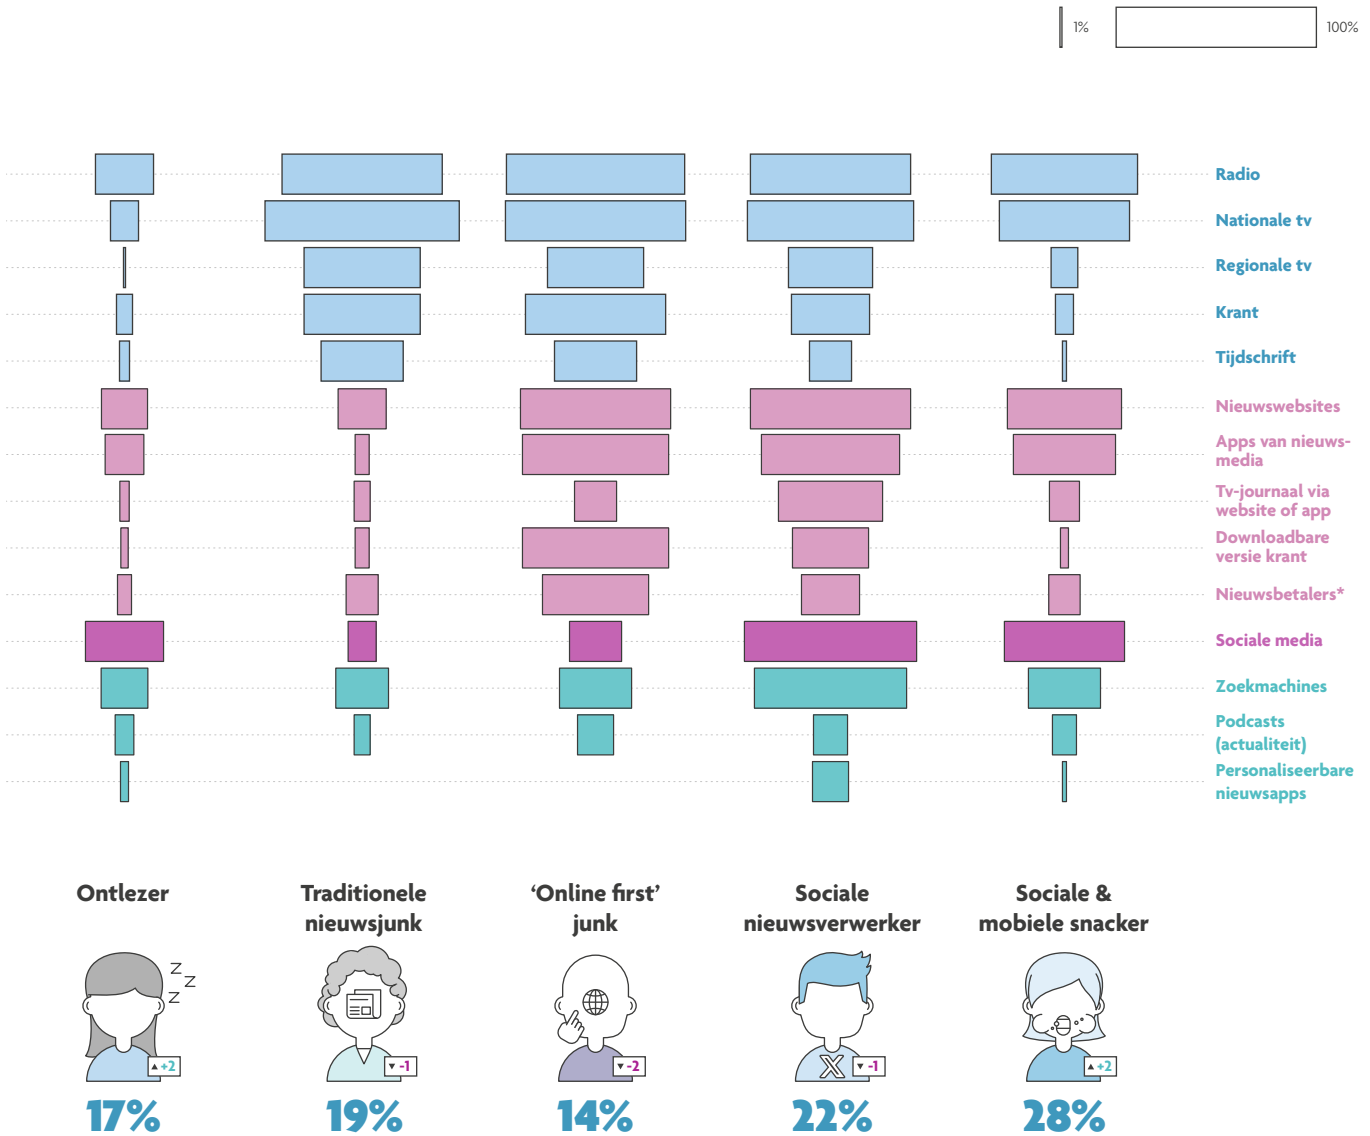 1%
100%
Radio
Nationale tv
Regionale tv
Krant
Tijdschrift
Nieuwswebsites
Apps van nieuws-
media
Tv-journaal via
website of app
Downloadbare
versie krant
Nieuwsbetalers*
Sociale media
Zoekmachines
Podcasts
(actualiteit)
Personaliseerbare
nieuwsapps
Ontlezer
Traditionele
nieuwsjunk
‘Online first’
junk
Sociale
nieuwsverwerker
Sociale &
mobiele snacker
Z
Z
Z
▲ +2
▼ -1
▼ -2
X
▼ -1
▲ +2
17%
19%
14%
22%
28%